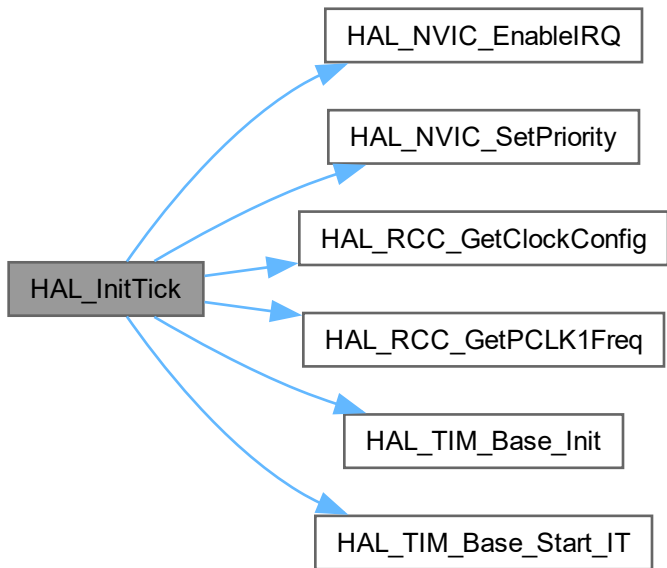 HAL_InitTick
HAL_NVIC_EnableIRQ
HAL_NVIC_SetPriority
HAL_RCC_GetClockConfig
HAL_RCC_GetPCLK1Freq
HAL_TIM_Base_Init
HAL_TIM_Base_Start_IT